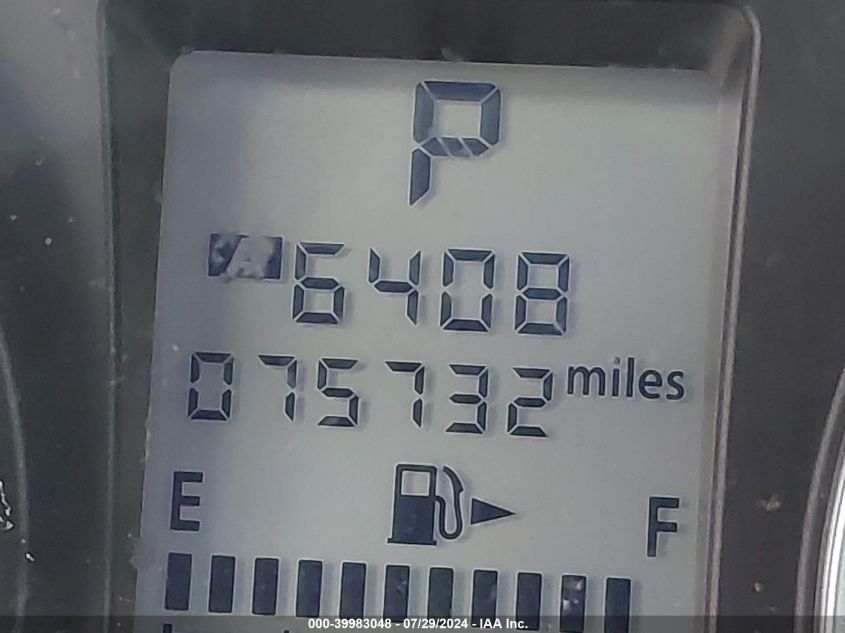 P
A 6408
075732 miles
E F
000-39983048 - 07/29/2024 - IAA Inc.